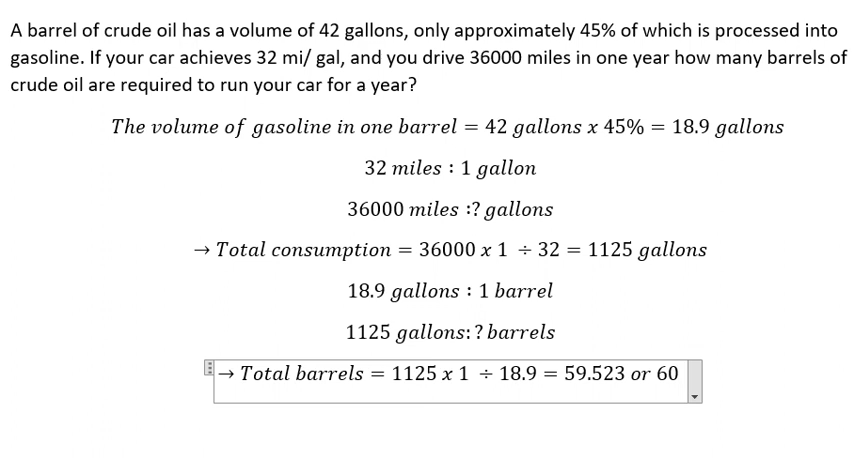 A barrel of crude oil has a volume of 42 gallons, only approximately 45% of which is processed into
gasoline. If your car achieves 32 mi/ gal, and you drive 36000 miles in one year how many barrels of
crude oil are required to run your car for a year?
The volume of gasoline in one barrel = 42 gallons x 45% = 18.9 gallons
32 miles : 1 gallon
36000 miles :? gallons
→ Total consumption = 36000 x 1 ÷ 32 = 1125 gallons
18.9 gallons : 1 barrel
1125 gallons: ? barrels
→ Total barrels = 1125 x 1 ÷ 18.9 = 59.523 or 60